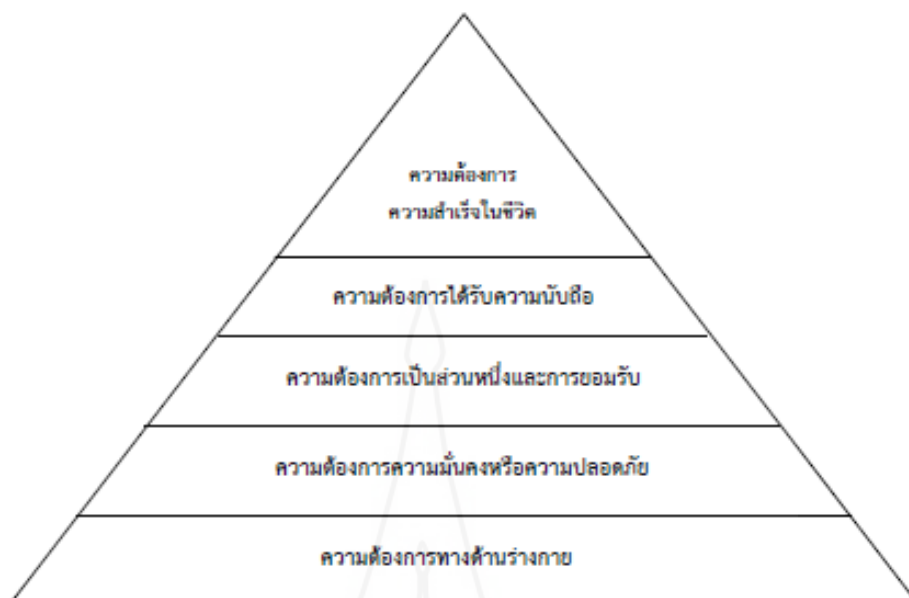 ความต้องการ
ความสำเร็จในชีวิต
ความต้องการได้รับความนับถือ
ความต้องการเป็นส่วนหนึ่งและการยอมรับ
ความต้องการความมั่นคงหรือความปลอดภัย
ความต้องการทางด้านร่างกาย